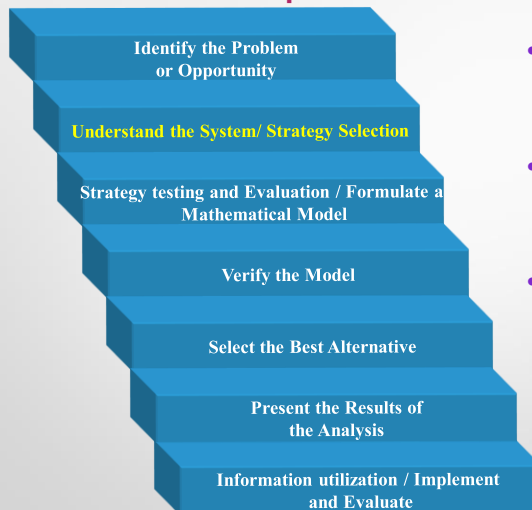 Identify the Problem
or Opportunity
Understand the System/ Strategy Selection
Strategy testing and Evaluation / Formulate a
Mathematical Model
Verify the Model
Select the Best Alternative
Present the Results of
the Analysis
Information utilization / Implement
and Evaluate